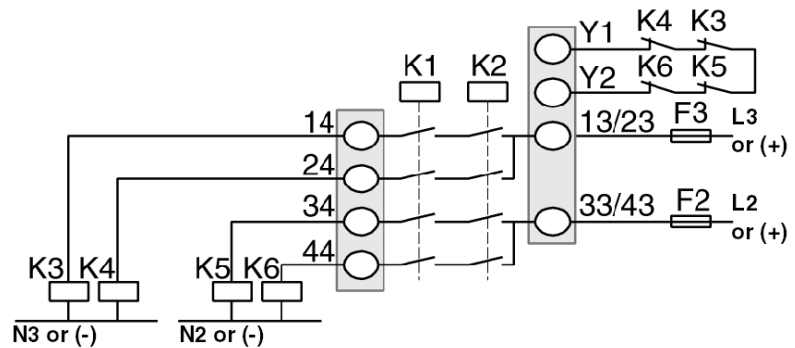 Y1 K4 K3
K1 K2 Y2 K6 K5
14 13/23 F3 L3
or (+)
24
34 33/43 F2 L2
or (+)
44
K3 K4 K5 K6
N3 or (-) N2 or (-)